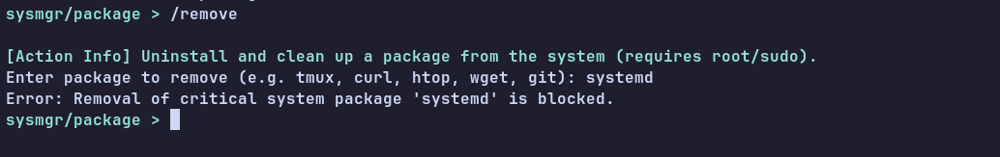 sysmgr/package > /remove
[Action Info] Uninstall and clean up a package from the system (requires root/sudo).
Enter package to remove (e.g. tmux, curl, htop, wget, git): systemd
Error: Removal of critical system package 'systemd' is blocked.
sysmgr/package >